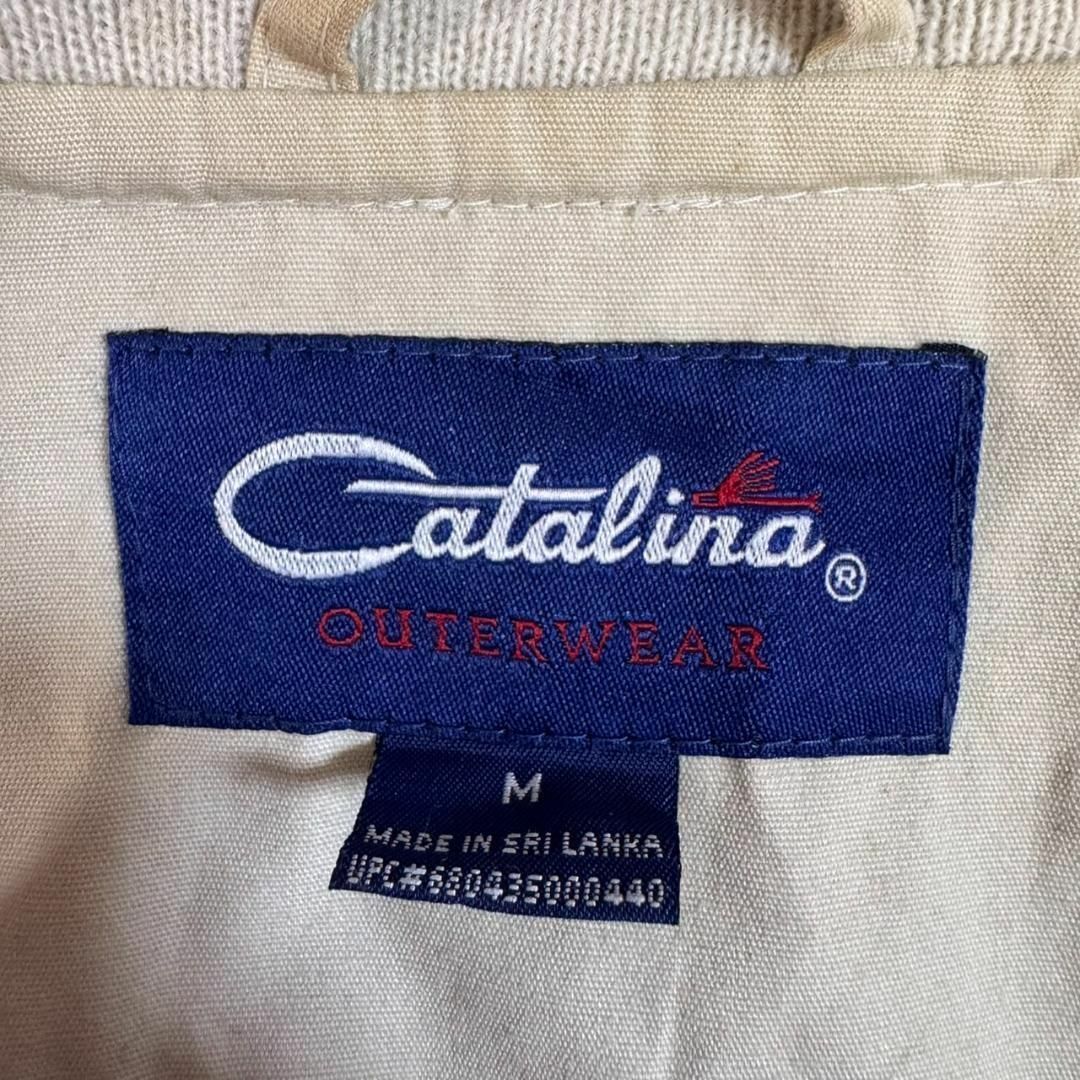 Catalina®
OUTERWEAR
M
MADE IN SRI LANKA
UPC#680435000440